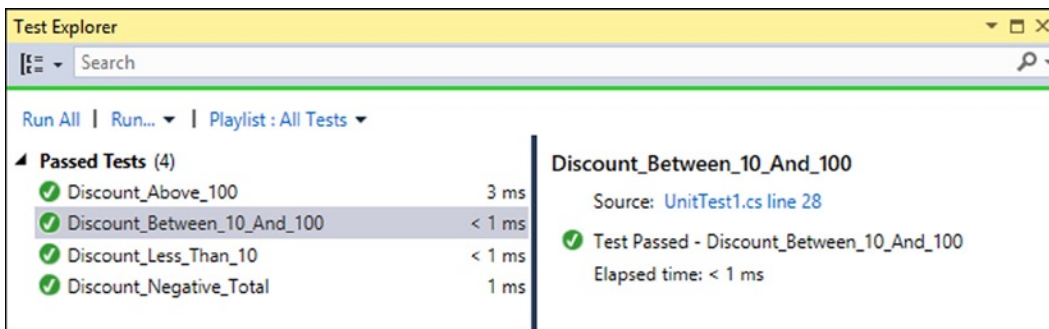 Test Explorer
Search
Run All | Run... | Playlist : All Tests
Passed Tests (4)
Discount_Above_100 3 ms
Discount_Between_10_And_100 < 1 ms
Discount_Less_Than_10 < 1 ms
Discount_Negative_Total 1 ms
Discount_Between_10_And_100
Source: UnitTest1.cs line 28
Test Passed - Discount_Between_10_And_100
Elapsed time: < 1 ms